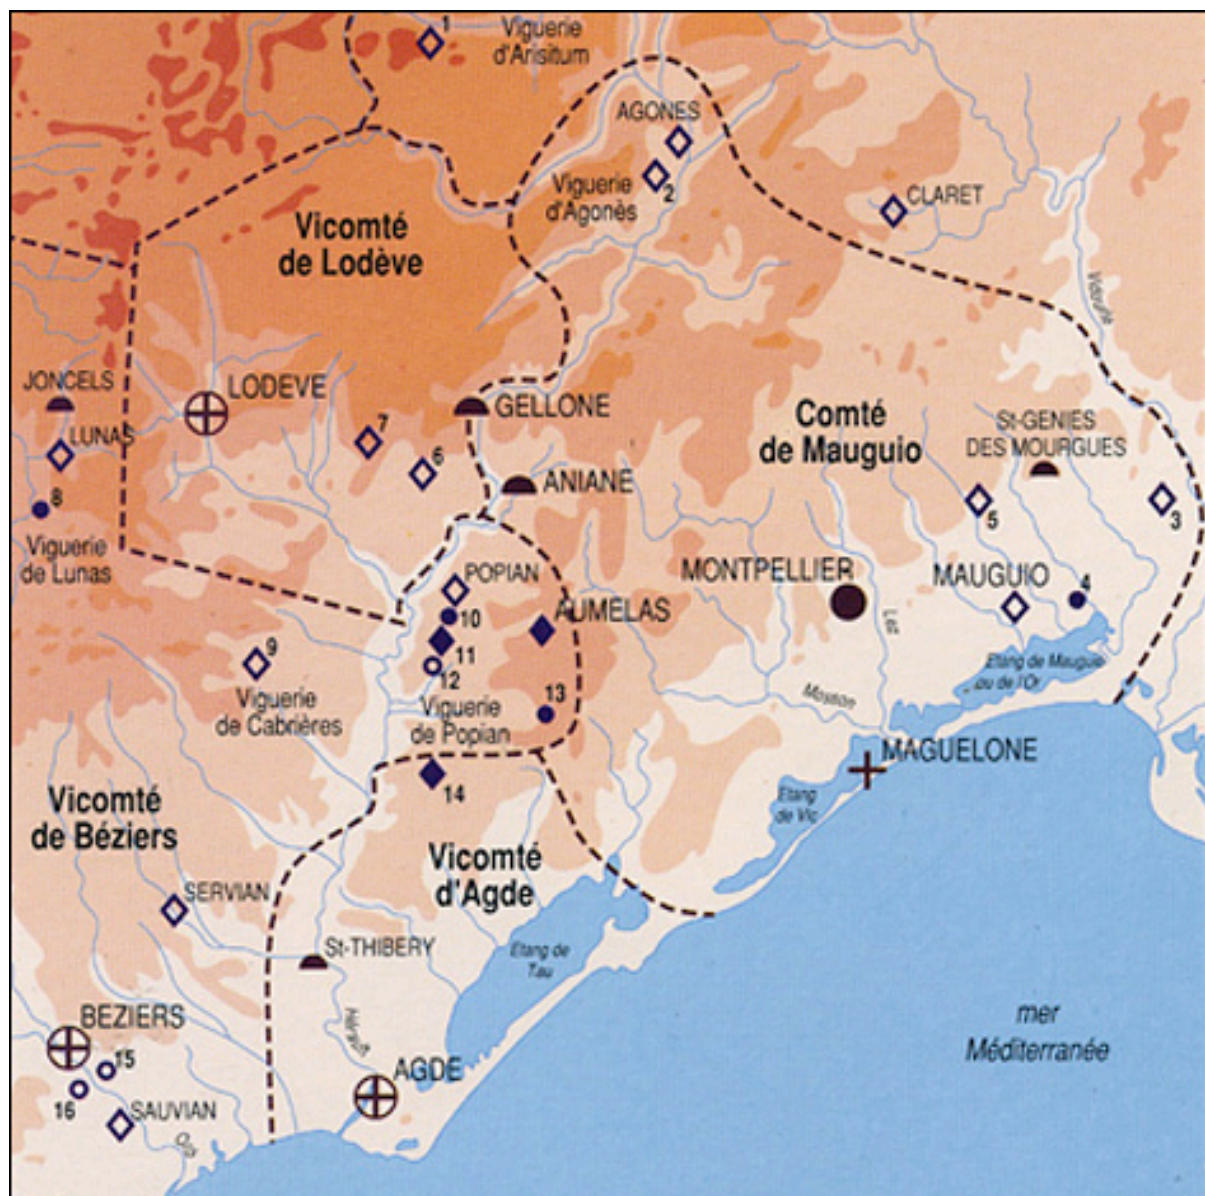 1
Viguerie
d'Arisitum
AGONES
2
Viguerie
d'Agonès
CLARET
Vicomté
de Lodève
Vidourle
JONCELS
LODEVE
GELLONE
LUNAS
7
6
ANIANE
Comté
de Mauguio
St-GENIES
DES MOURGUES
8
5
3
Viguerie
de Lunas
POPIAN
MONTPELLIER
MAUGUIO
4
10
AUMELAS
Lez
9
11
12
Etang de Mauguio
ou de l'Or
Viguerie
de Cabrières
Viguerie
de Popian
13
Mosson
MAGUELONE
14
Etang
de Vic
Vicomté
de Béziers
Vicomté
d'Agde
SERVIAN
St-THIBERY
Etang de
Tau
BEZIERS
Hérault
mer
Méditerranée
15
AGDE
16
SAUVIAN
Orb